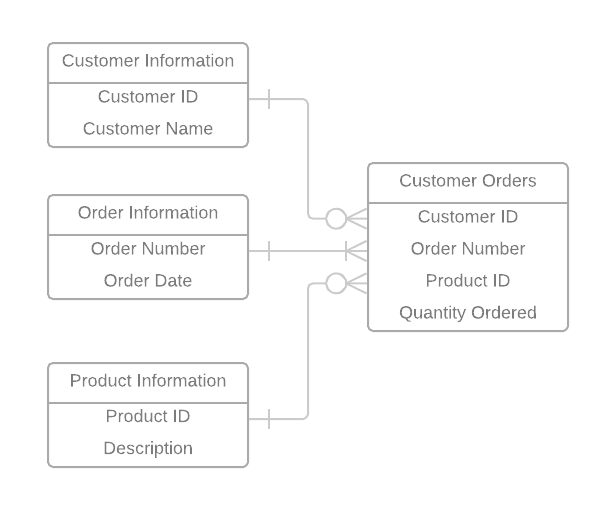 Customer Information
Customer ID
Customer Name
Order Information
Order Number
Order Date
Product Information
Product ID
Description
Customer Orders
Customer ID
Order Number
Product ID
Quantity Ordered